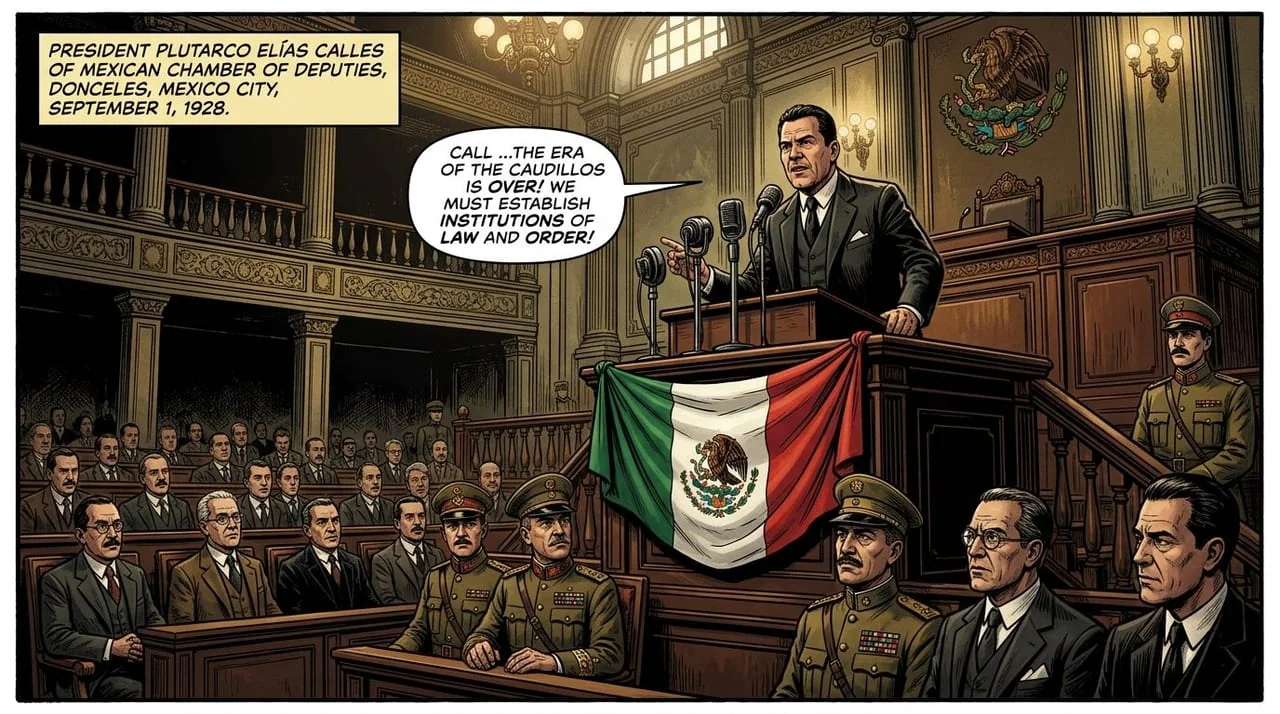 PRESIDENT PLUTARCO ELÍAS CALLES
OF MEXICAN CHAMBER OF DEPUTIES,
DONCELES, MEXICO CITY,
SEPTEMBER 1, 1928.
CALL ...THE ERA
OF THE CAUDILLOS
IS OVER! WE
MUST ESTABLISH
INSTITUTIONS OF
LAW AND ORDER!